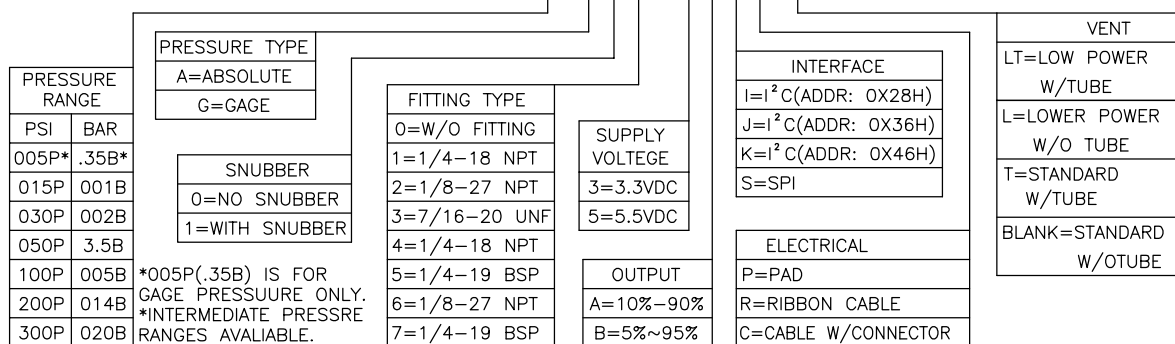 PRESSURE TYPE
A=ABSOLUTE
G=GAGE
PRESSURE
RANGE
PSI BAR
005P* .35B*
015P 001B
030P 002B
050P 3.5B
100P 005B
200P 014B
300P 020B
SNUBBER
0=NO SNUBBER
1=WITH SNUBBER
*005P(.35B) IS FOR
GAGE PRESSUURE ONLY.
*INTERMEDIATE PRESSRE
RANGES AVALIABLE.
FITTING TYPE
0=W/O FITTING
1=1/4-18 NPT
2=1/8-27 NPT
3=7/16-20 UNF
4=1/4-18 NPT
5=1/4-19 BSP
6=1/8-27 NPT
7=1/4-19 BSP
SUPPLY
VOLTEGE
3=3.3VDC
5=5.5VDC
OUTPUT
A=10%-90%
B=5%~95%
INTERFACE
I=I²C(ADDR: 0X28H)
J=I²C(ADDR: 0X36H)
K=I²C(ADDR: 0X46H)
S=SPI
ELECTRICAL
P=PAD
R=RIBBON CABLE
C=CABLE W/CONNECTOR
VENT
LT=LOW POWER
W/TUBE
L=LOWER POWER
W/O TUBE
T=STANDARD
W/TUBE
BLANK=STANDARD
W/OTUBE